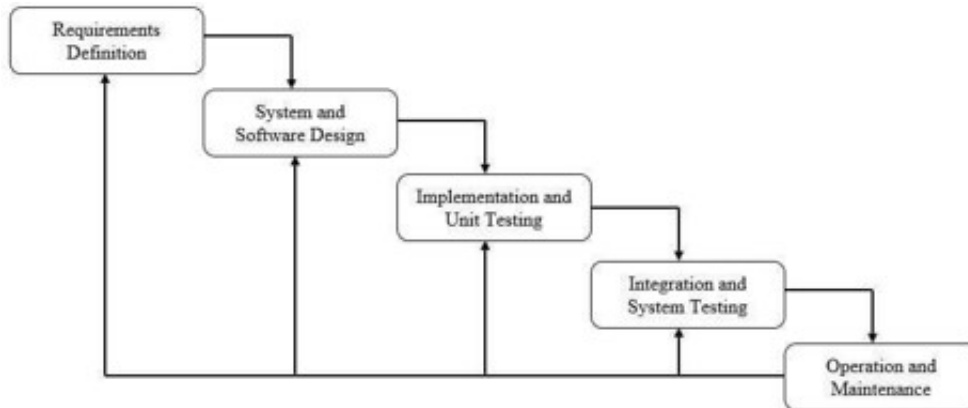 Requirements
Definition
System and
Software Design
Implementation and
Unit Testing
Integration and
System Testing
Operation and
Maintenance